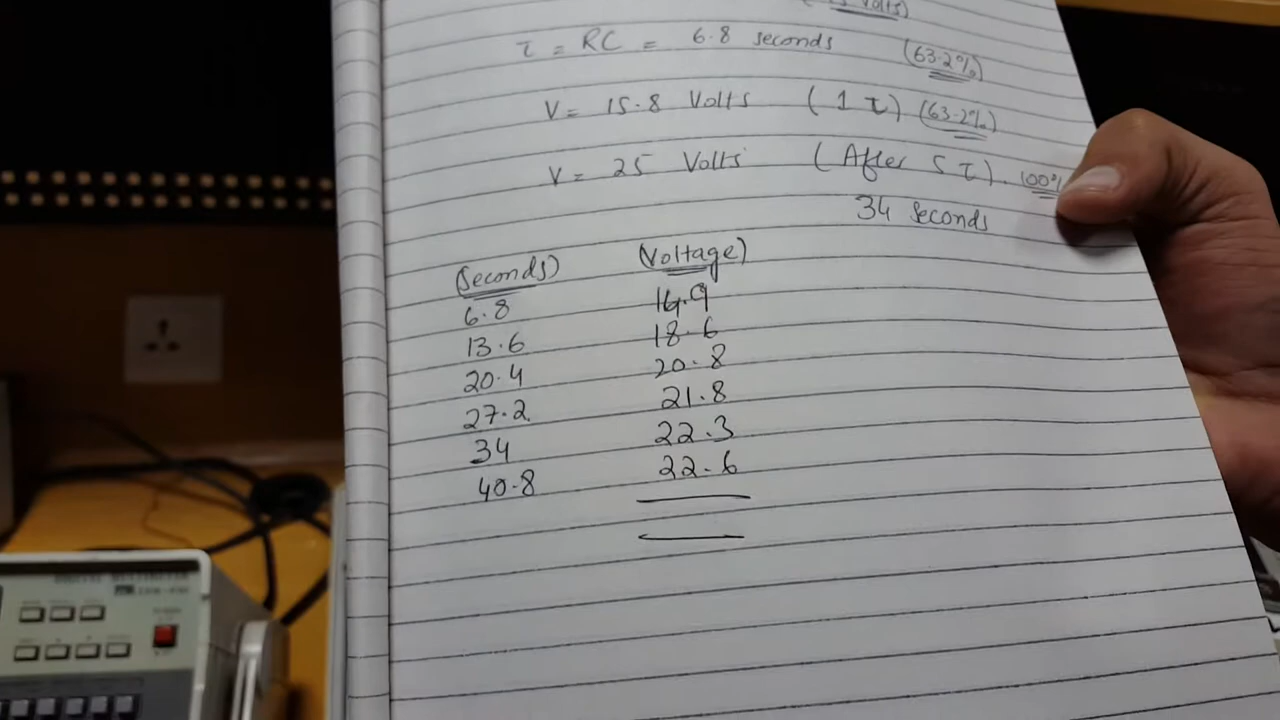 Volts)
τ = RC = 6.8 seconds (63.2%)
V = 15.8 Volts (1 τ) (63.2%)
V = 25 Volts (After 5 τ). 100%
34 Seconds
(Seconds) (Voltage)
6.8 14.9
13.6 18.6
20.4 20.8
27.2 21.8
34 22.3
40.8 22.6